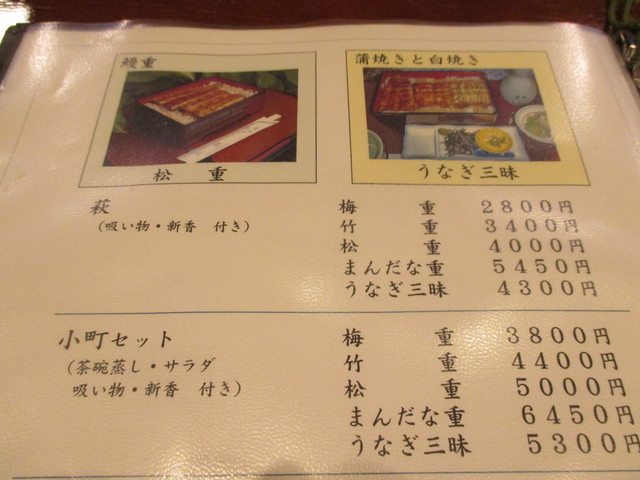 鰻重
蒲焼きと白焼き
松　重
うなぎ三昧
萩
(吸い物・新香　付き)
梅　重　２８００円
竹　重　３４００円
松　重　４０００円
まんだな重　５４５０円
うなぎ三昧　４３００円
小町セット
(茶碗蒸し・サラダ
吸い物・新香　付き)
梅　重　３８００円
竹　重　４４００円
松　重　５０００円
まんだな重　６４５０円
うなぎ三昧　５３００円